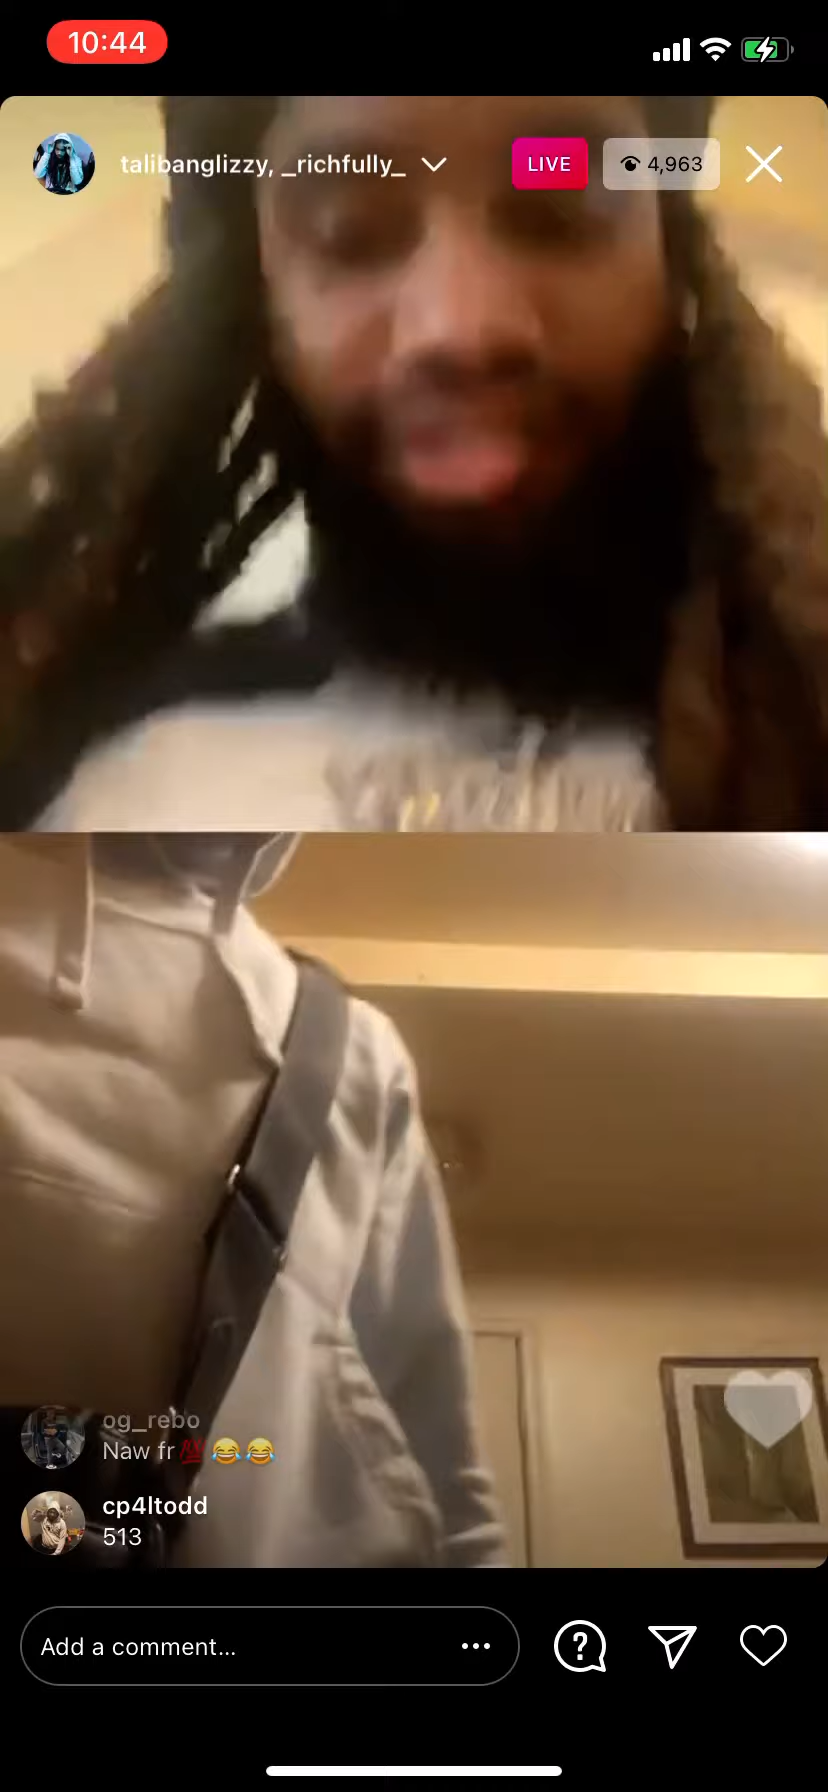 10:44
talibanglizzy, _richfully_
LIVE
4,963
og_rebo
Naw fr 💯😂😂
cp4ltodd
513
Add a comment...